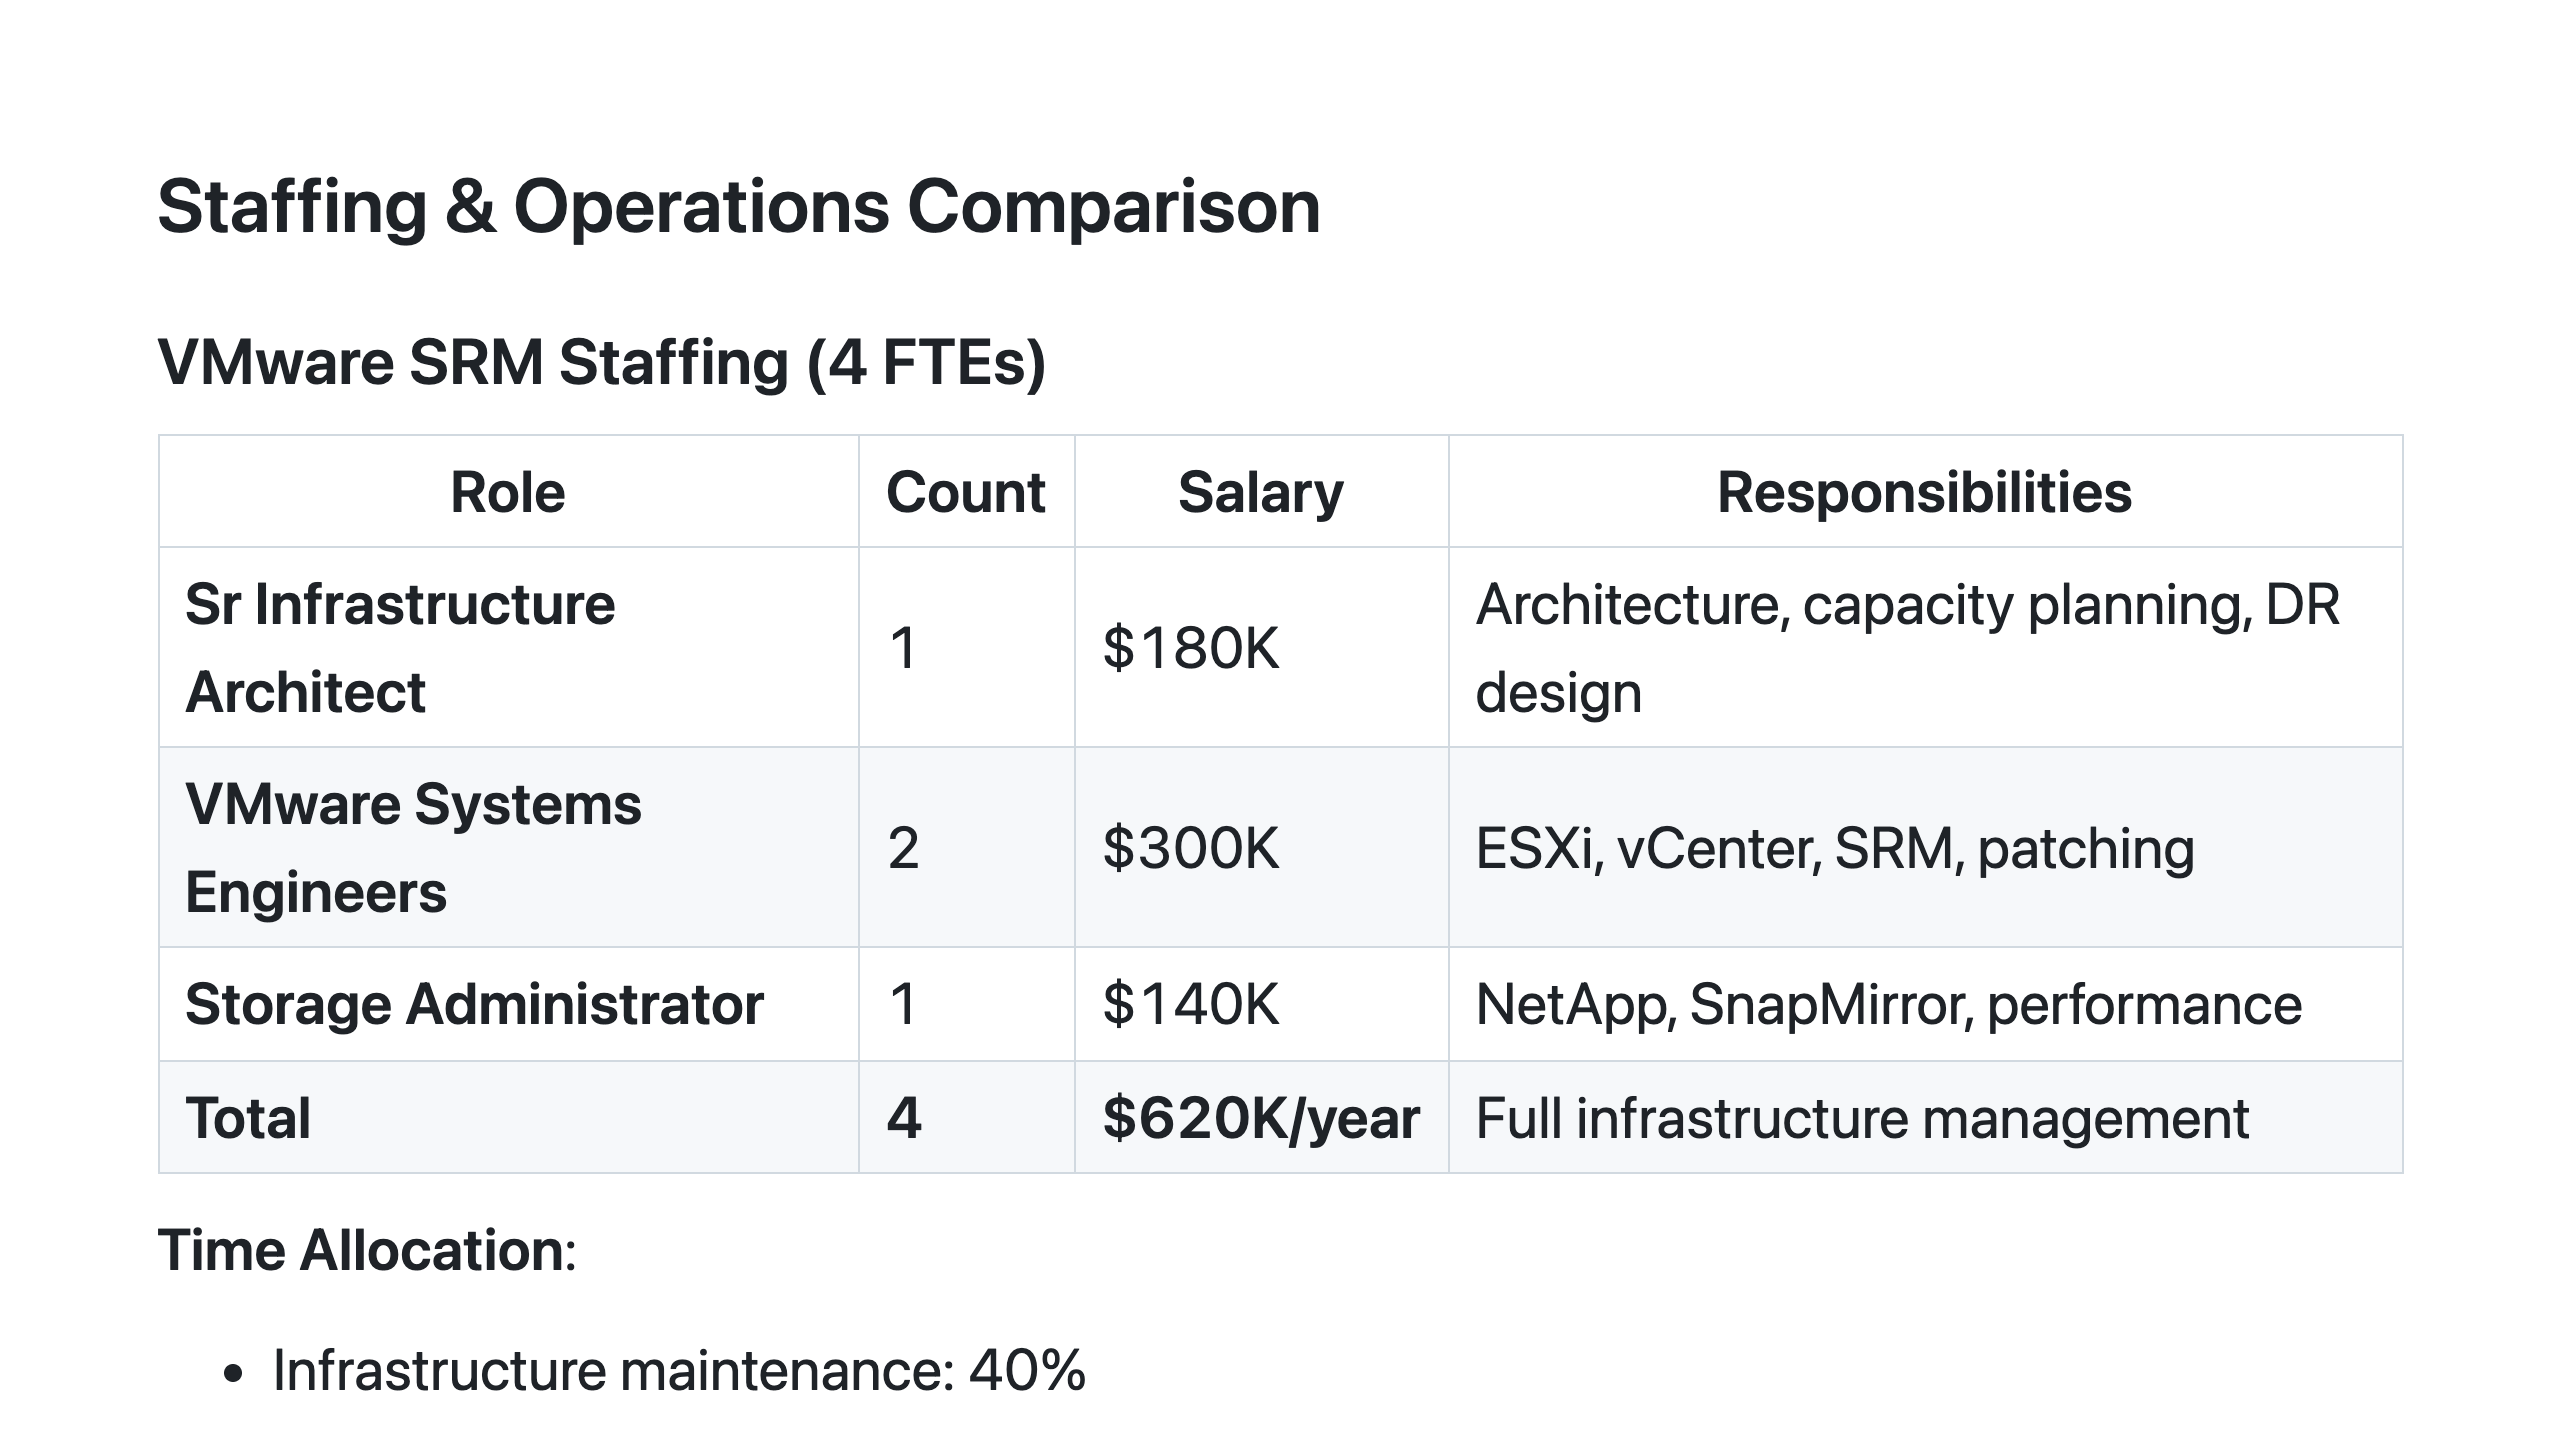 Staffing & Operations Comparison
VMware SRM Staffing (4 FTEs)
Role Count Salary Responsibilities
Sr Infrastructure Architect 1 $180K Architecture, capacity planning, DR design
VMware Systems Engineers 2 $300K ESXi, vCenter, SRM, patching
Storage Administrator 1 $140K NetApp, SnapMirror, performance
Total 4 $620K/year Full infrastructure management
Time Allocation:
• Infrastructure maintenance: 40%